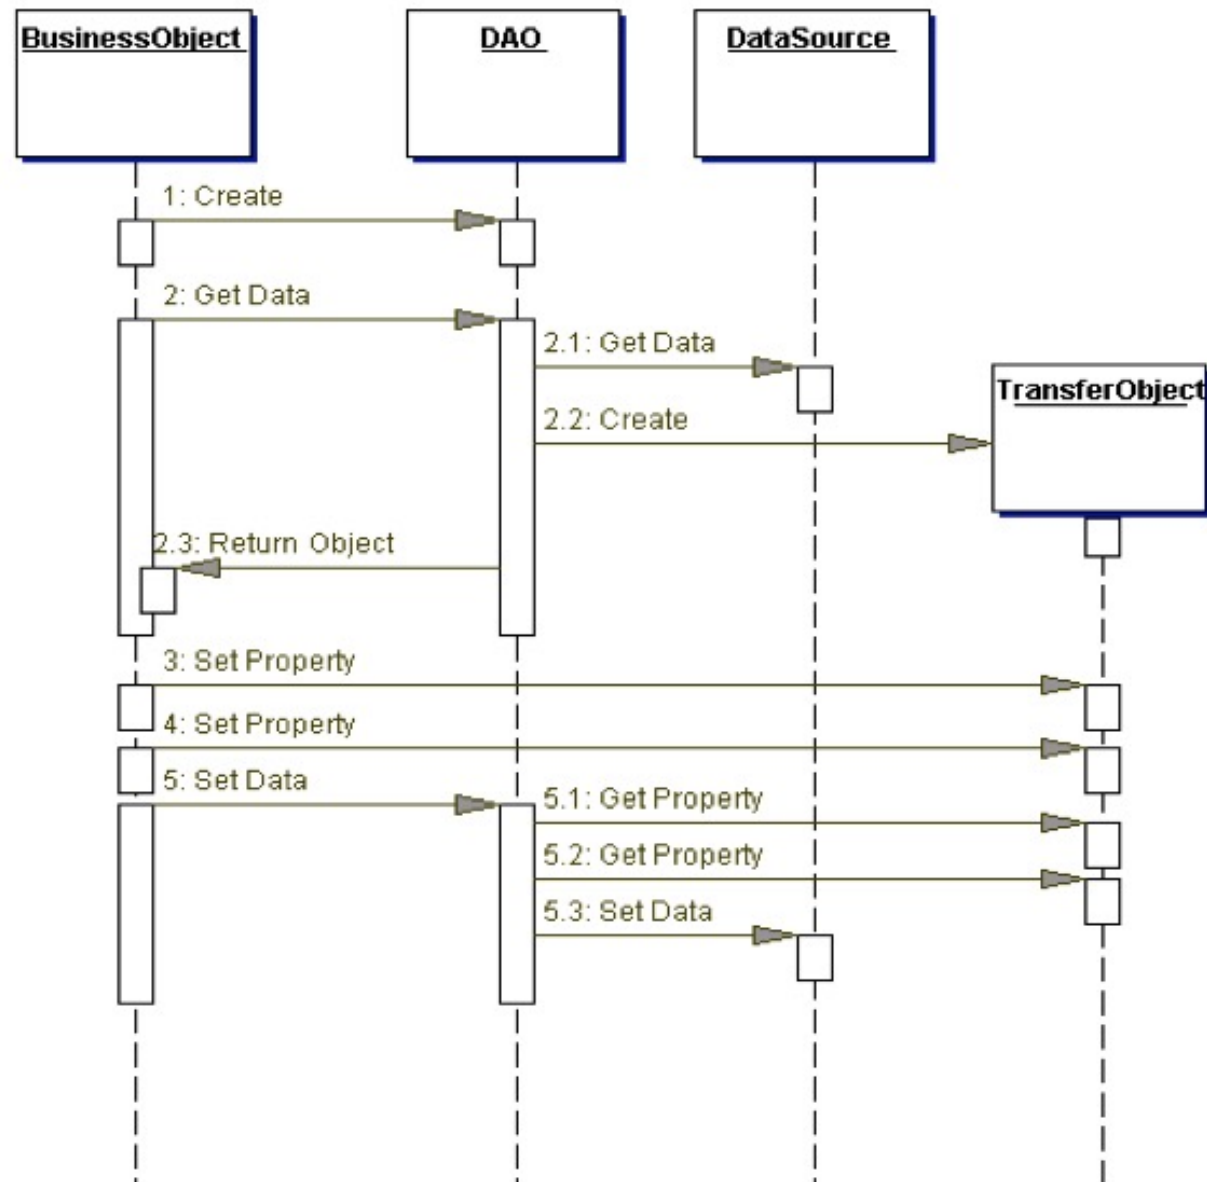 BusinessObject
DAO
DataSource
1: Create
2: Get Data
2.1: Get Data
TransferObject
2.2: Create
2.3: Return Object
3: Set Property
4: Set Property
5: Set Data
5.1: Get Property
5.2: Get Property
5.3: Set Data